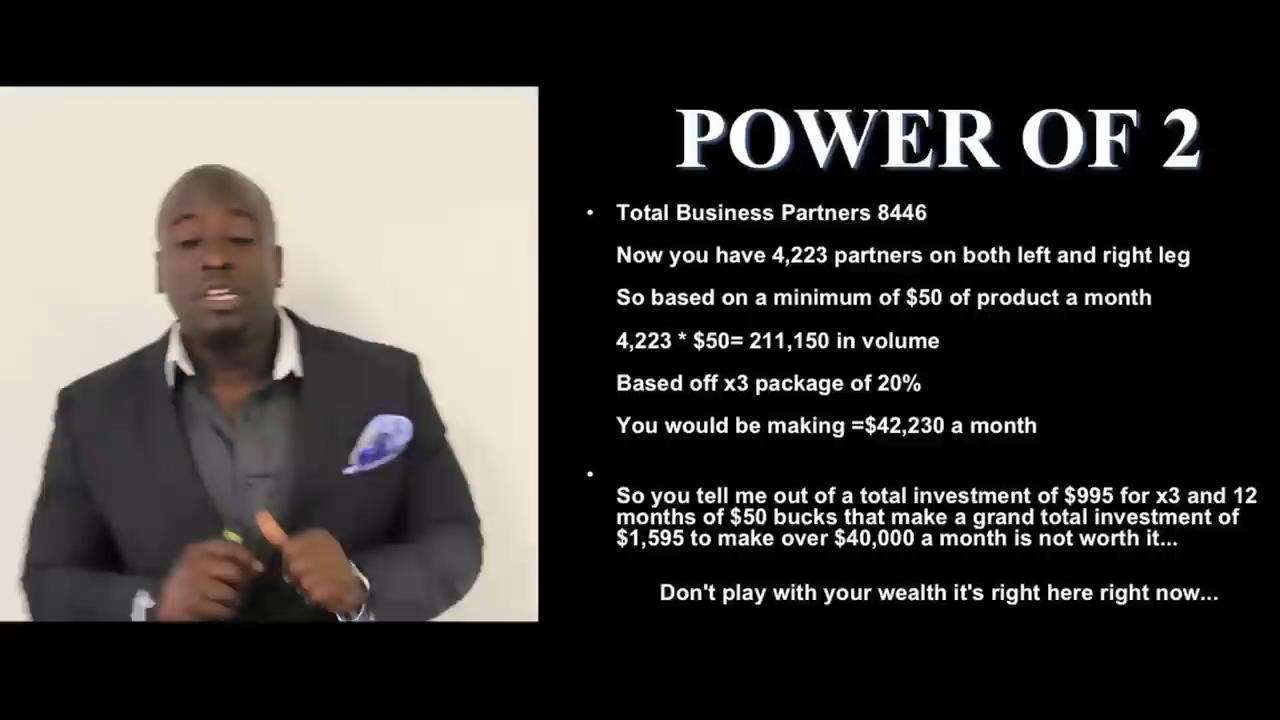 POWER OF 2
• Total Business Partners 8446
Now you have 4,223 partners on both left and right leg
So based on a minimum of $50 of product a month
4,223 * $50= 211,150 in volume
Based off x3 package of 20%
You would be making =$42,230 a month
•
So you tell me out of a total investment of $995 for x3 and 12
months of $50 bucks that make a grand total investment of
$1,595 to make over $40,000 a month is not worth it...
Don't play with your wealth it's right here right now...